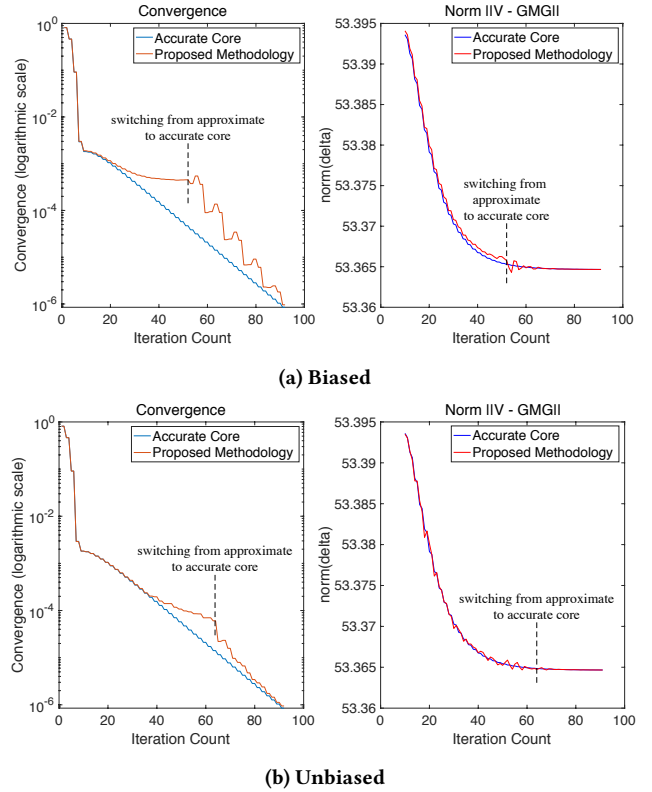 Convergence
Convergence (logarithmic scale)
10^0
10^-2
10^-4
10^-6
Accurate Core
Proposed Methodology
switching from approximate
to accurate core
0 20 40 60 80 100
Iteration Count
Norm ||V - GMG||
norm(delta)
53.395
53.39
53.385
53.38
53.375
53.37
53.365
53.36
Accurate Core
Proposed Methodology
switching from
approximate
to accurate core
0 20 40 60 80 100
Iteration Count
(a) Biased
Convergence
Convergence (logarithmic scale)
10^0
10^-2
10^-4
10^-6
Accurate Core
Proposed Methodology
switching from approximate
to accurate core
0 20 40 60 80 100
Iteration Count
Norm ||V - GMG||
norm(delta)
53.395
53.39
53.385
53.38
53.375
53.37
53.365
53.36
Accurate Core
Proposed Methodology
switching from approximate
to accurate core
0 20 40 60 80 100
Iteration Count
(b) Unbiased